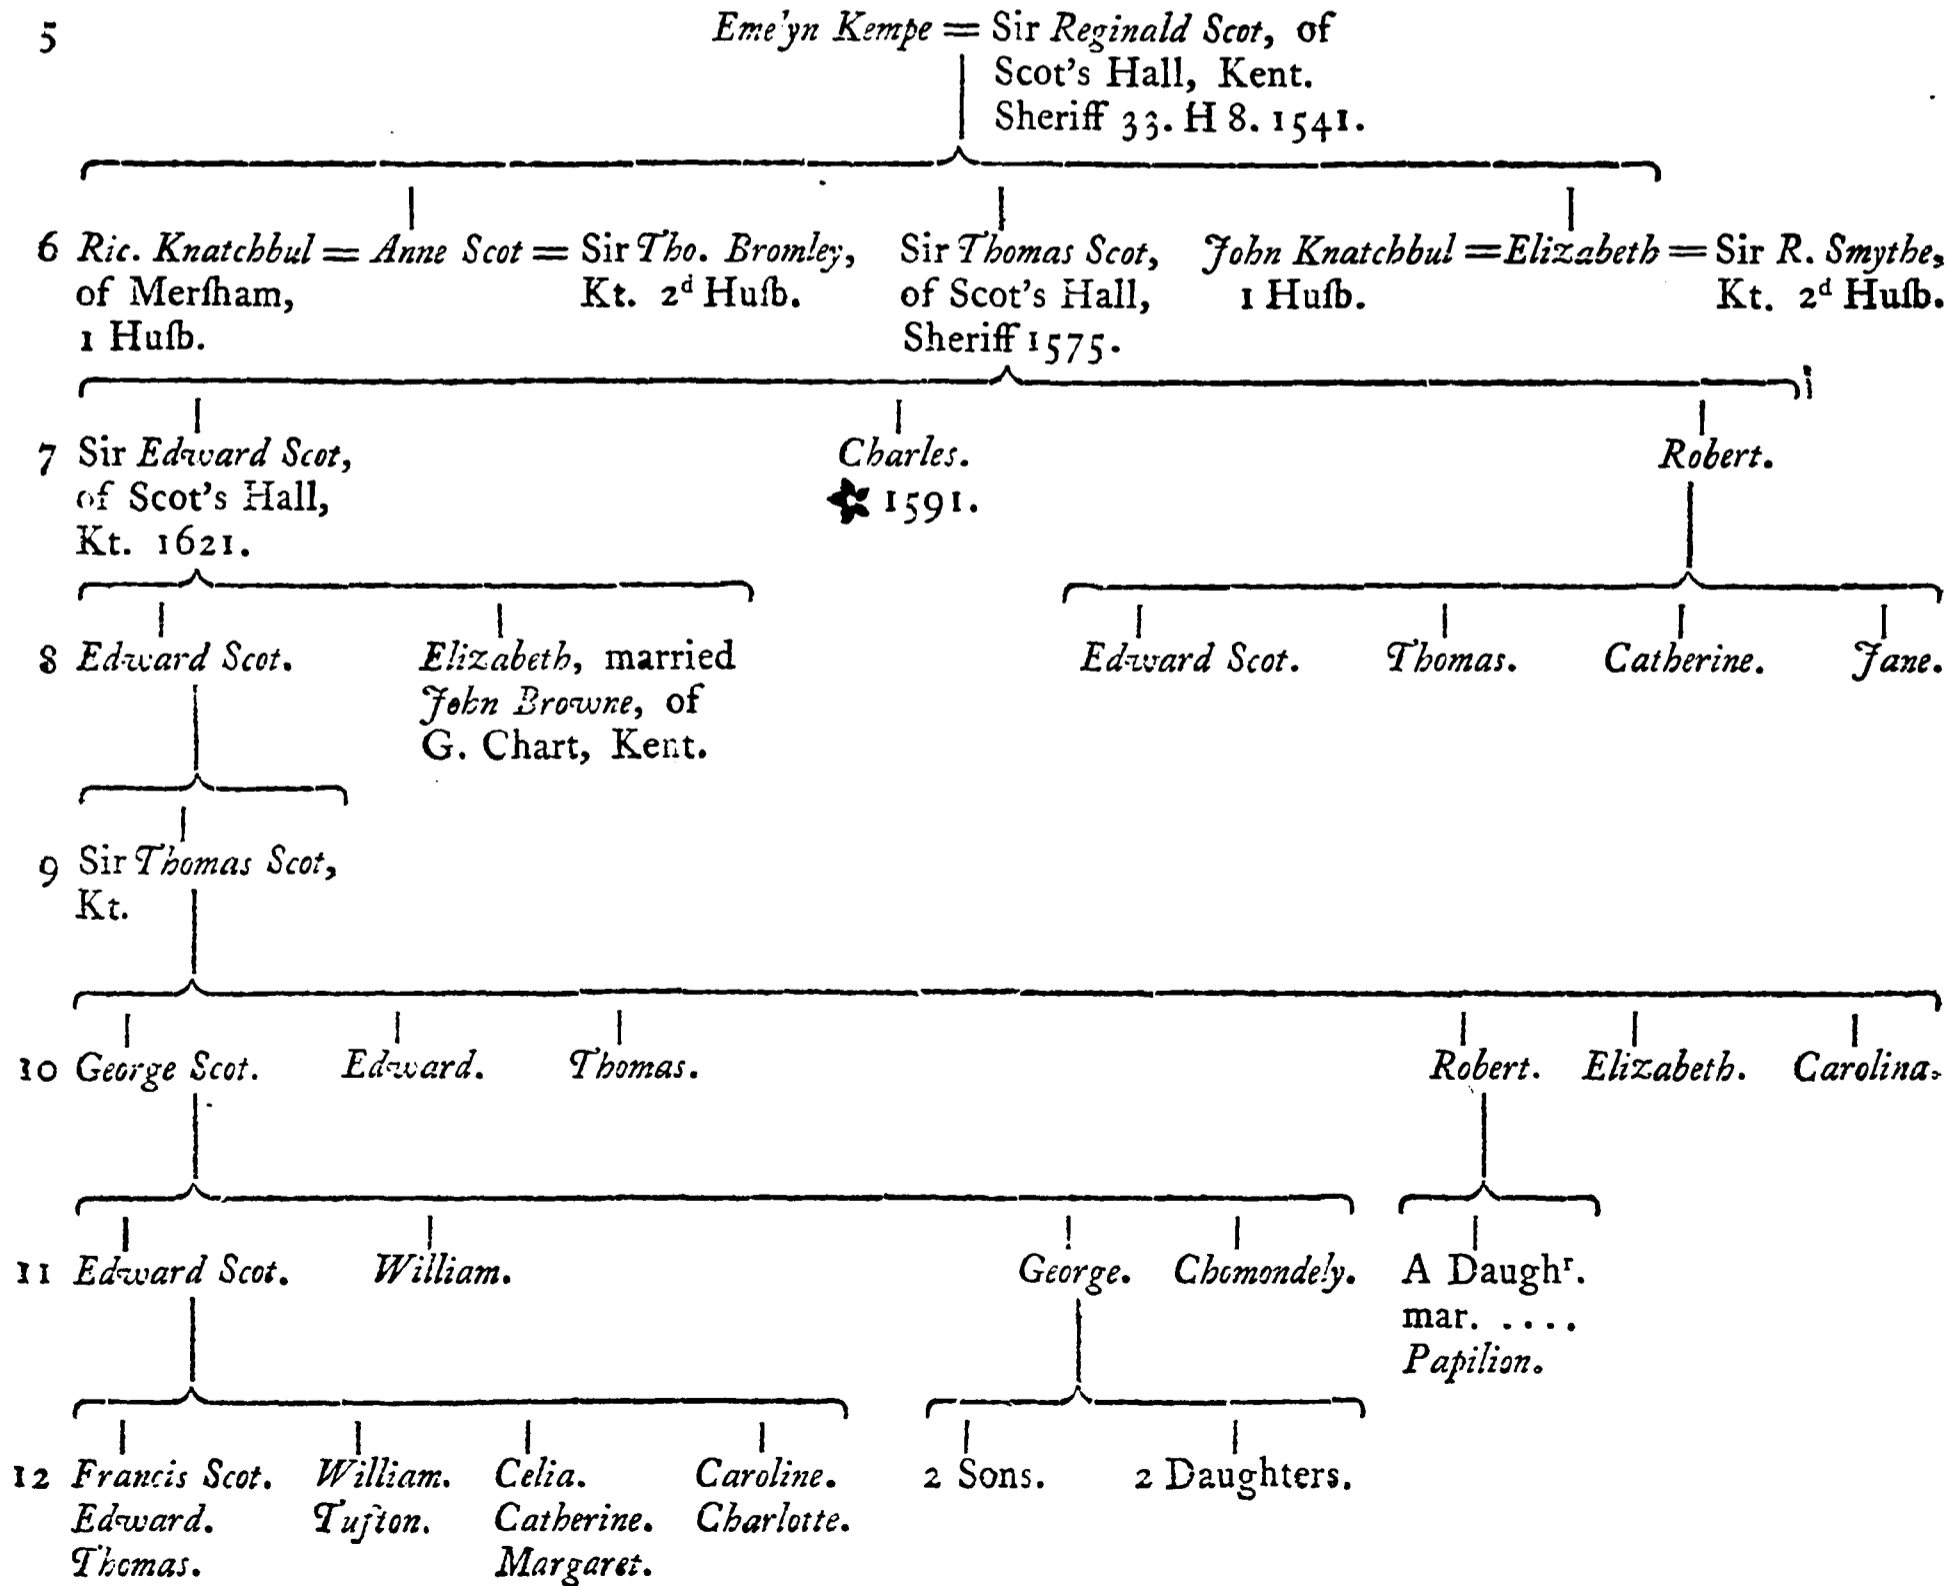 5 Eme'yn Kempe = Sir Reginald Scot, of
Scot's Hall, Kent.
Sheriff 33. H 8. 1541.
6 Ric. Knatchbul = Anne Scot = Sir Tho. Bromley, Sir Thomas Scot, John Knatchbul = Elizabeth = Sir R. Smythe,
of Merſham, Kt. 2d Huſb. of Scot's Hall, 1 Huſb. Kt. 2d Huſb.
1 Huſb. Sheriff 1575.
7 Sir Edward Scot, Charles. Robert.
of Scot's Hall, 1591.
Kt. 1621.
8 Edward Scot. Elizabeth, married Edward Scot. Thomas. Catherine. Jane.
John Browne, of
G. Chart, Kent.
9 Sir Thomas Scot,
Kt.
10 George Scot. Edward. Thomas. Robert. Elizabeth. Carolina.
11 Edward Scot. William. George. Chomondely. A Daughr.
mar. ....
Papilion.
12 Francis Scot. William. Celia. Caroline. 2 Sons. 2 Daughters.
Edward. Tufton. Catherine. Charlotte.
Thomas. Margaret.